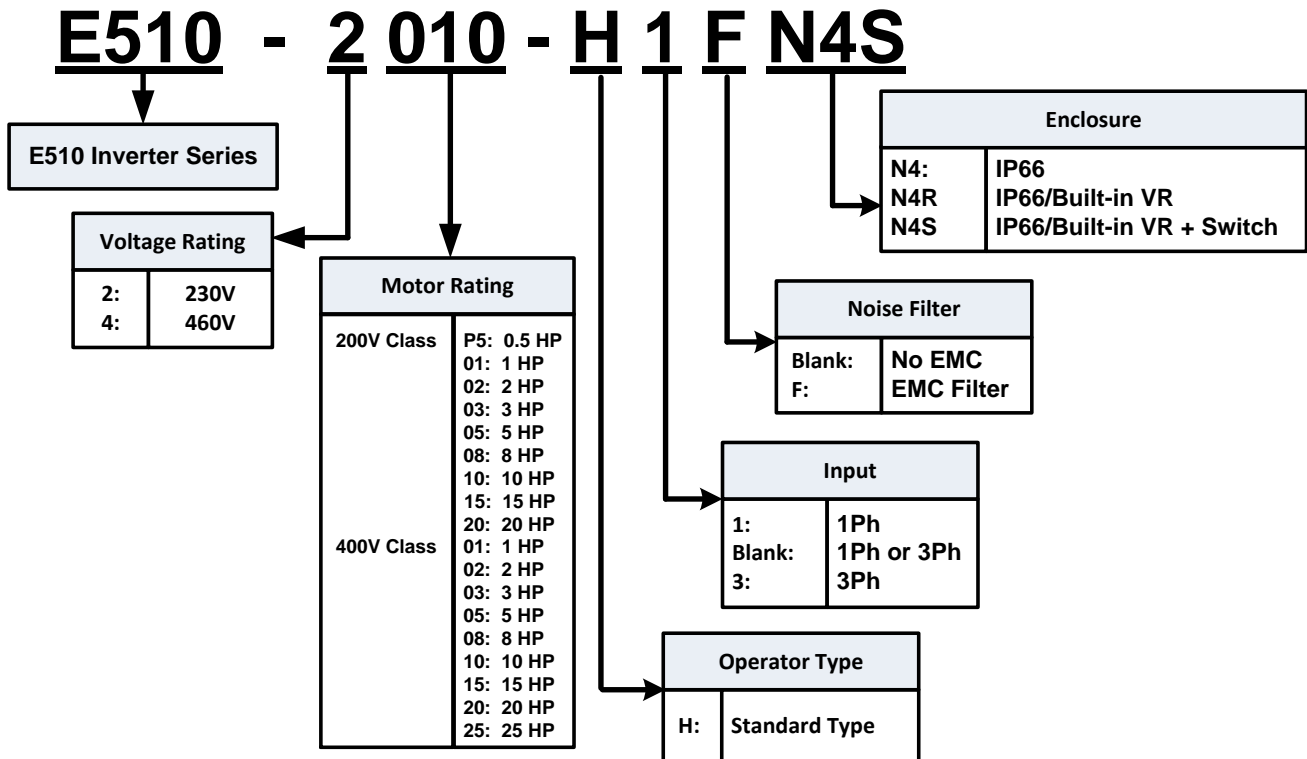 E510 - 2 010 - H 1 F N4S
E510 Inverter Series
Voltage Rating
2: 230V
4: 460V
Motor Rating
200V Class P5: 0.5 HP
01: 1 HP
02: 2 HP
03: 3 HP
05: 5 HP
08: 8 HP
10: 10 HP
15: 15 HP
20: 20 HP
400V Class 01: 1 HP
02: 2 HP
03: 3 HP
05: 5 HP
08: 8 HP
10: 10 HP
15: 15 HP
20: 20 HP
25: 25 HP
Enclosure
N4: IP66
N4R IP66/Built-in VR
N4S IP66/Built-in VR + Switch
Noise Filter
Blank: No EMC
F: EMC Filter
Input
1: 1Ph
Blank: 1Ph or 3Ph
3: 3Ph
Operator Type
H: Standard Type